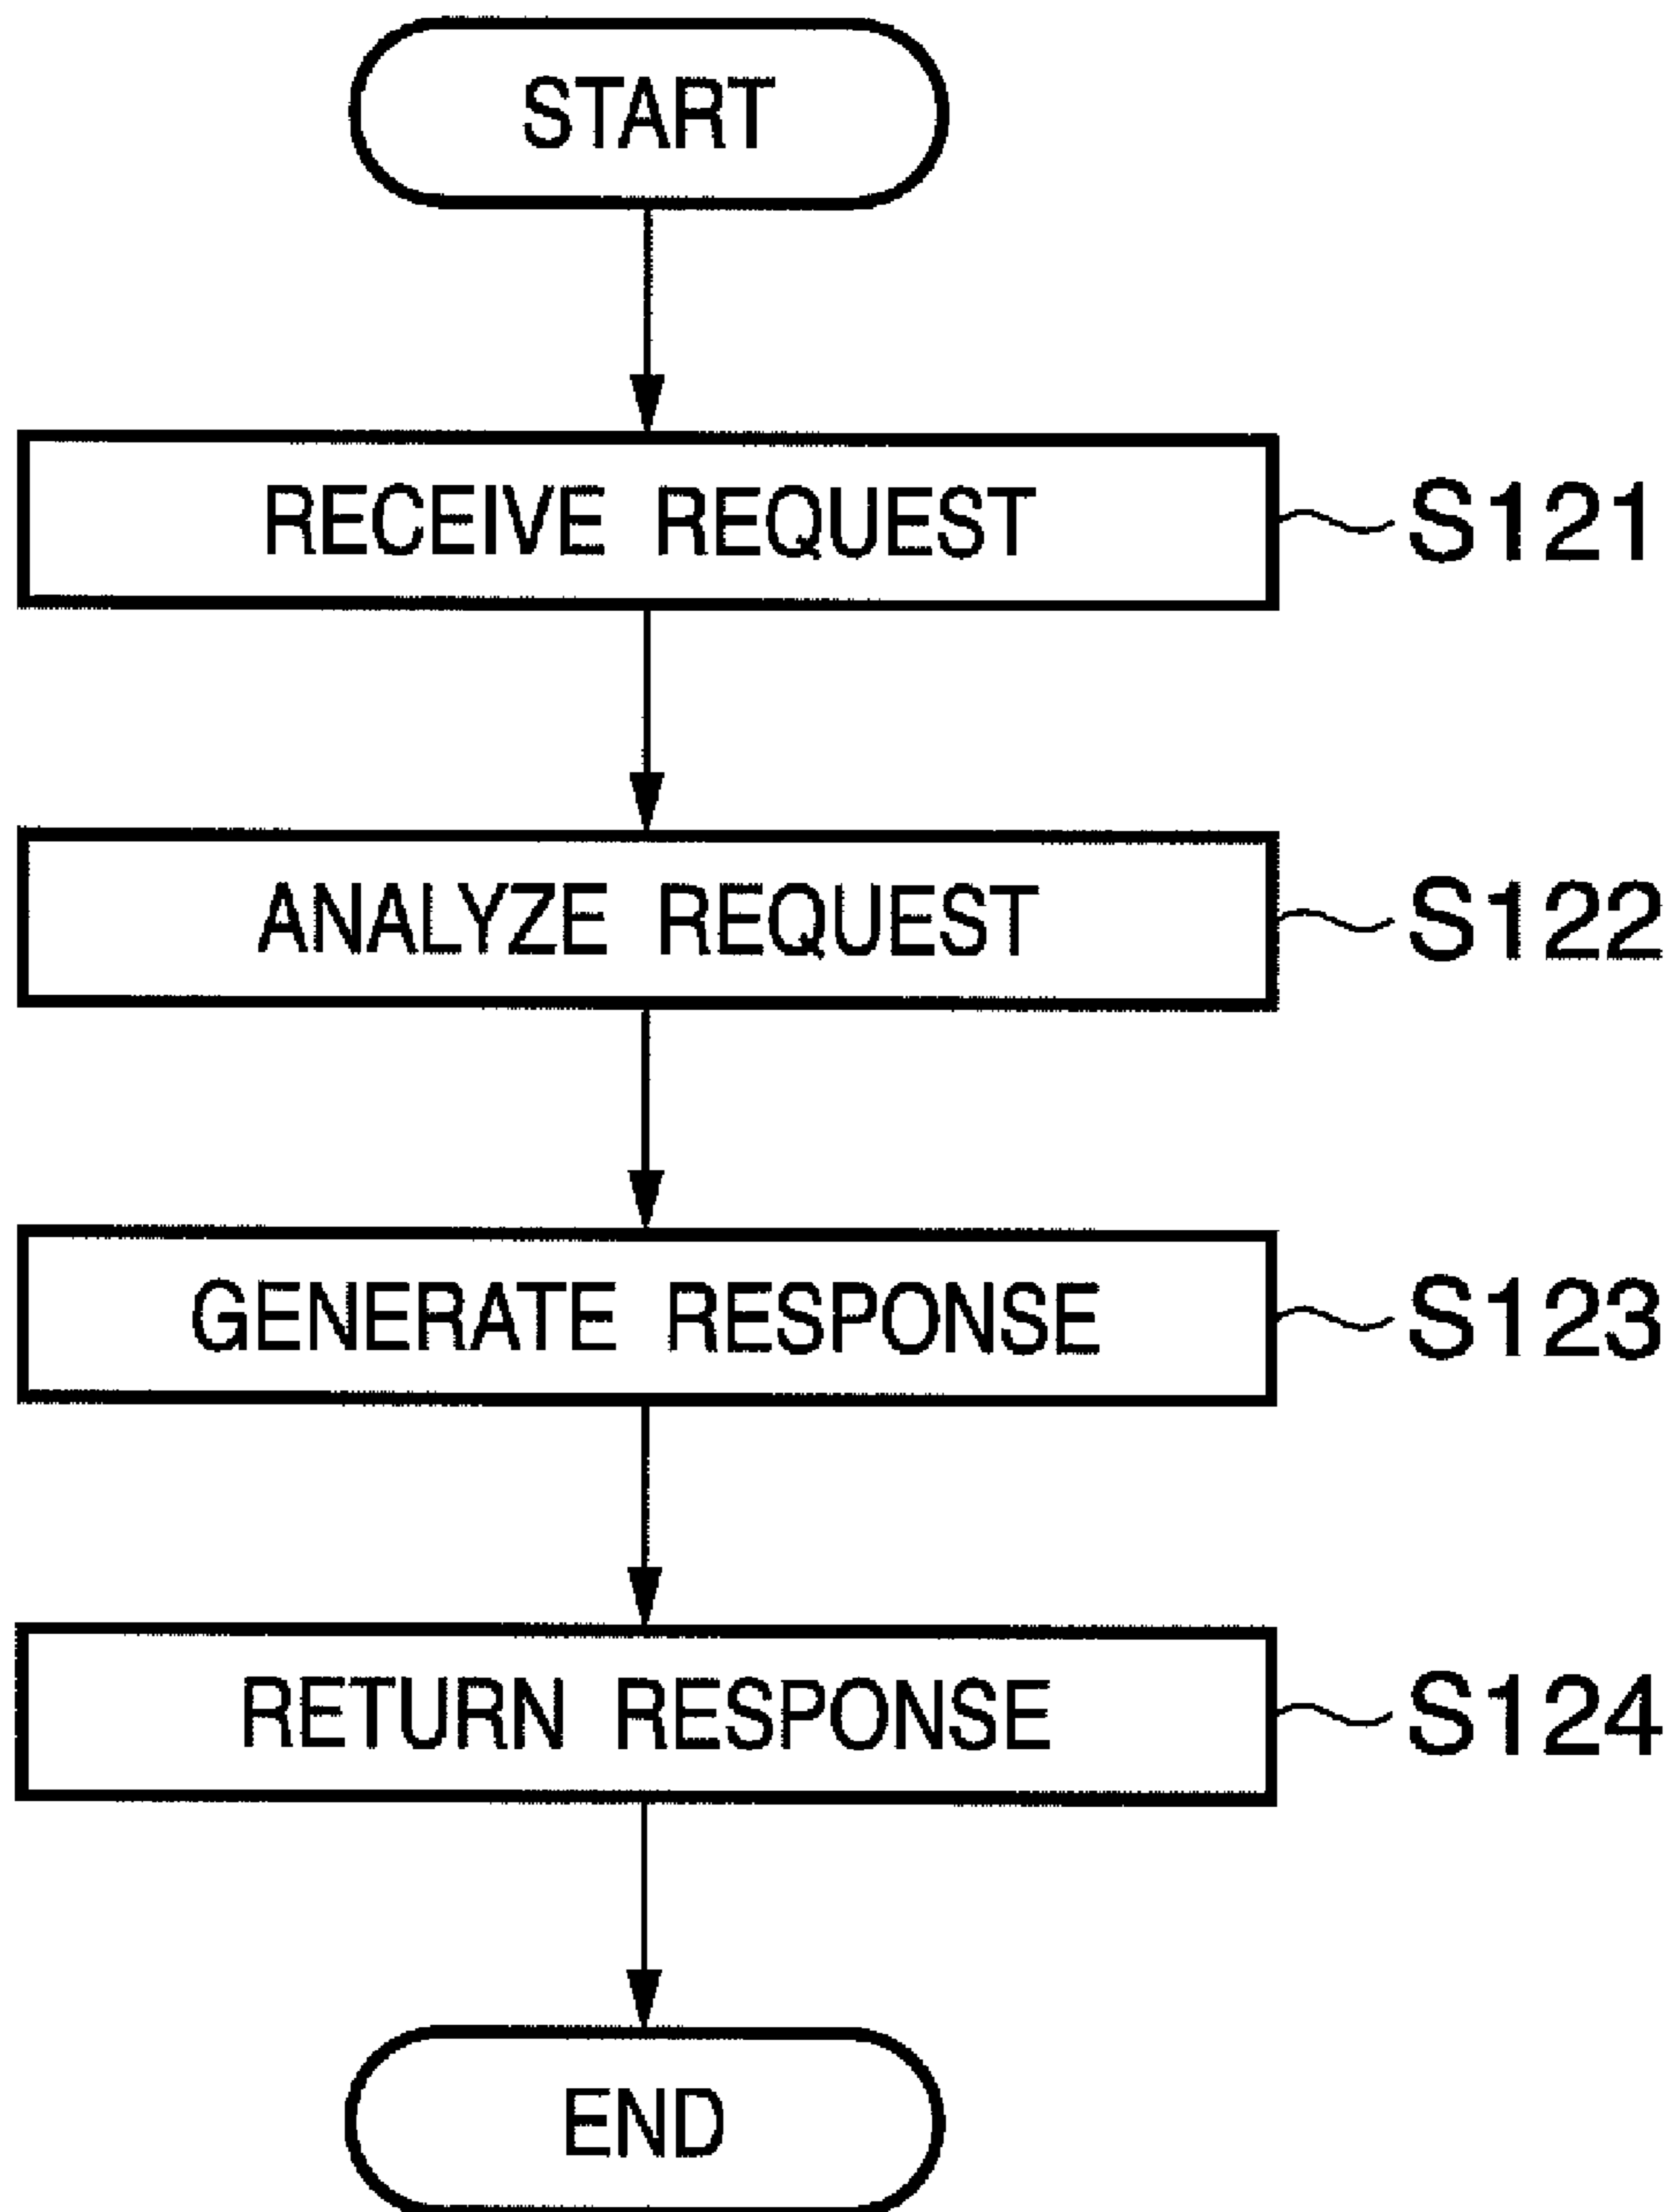 START
RECEIVE REQUEST S121
ANALYZE REQUEST S122
GENERATE RESPONSE S123
RETURN RESPONSE S124
END